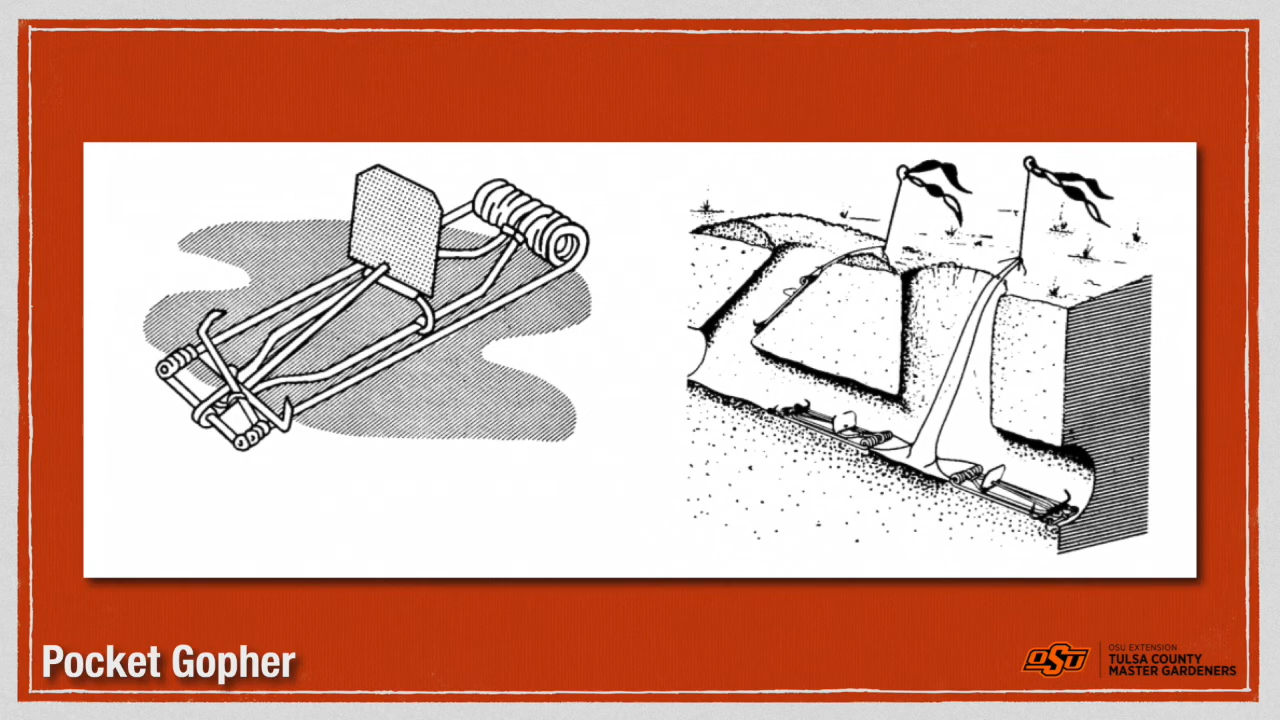 Pocket Gopher
OSU
OSU EXTENSION
TULSA COUNTY
MASTER GARDENERS